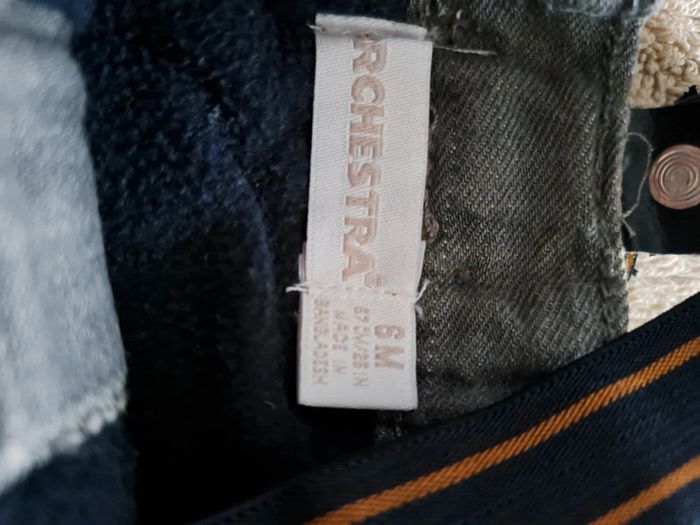 RCHESTRA
6M
67 CM/26 IN
MADE IN
BANGLADESH